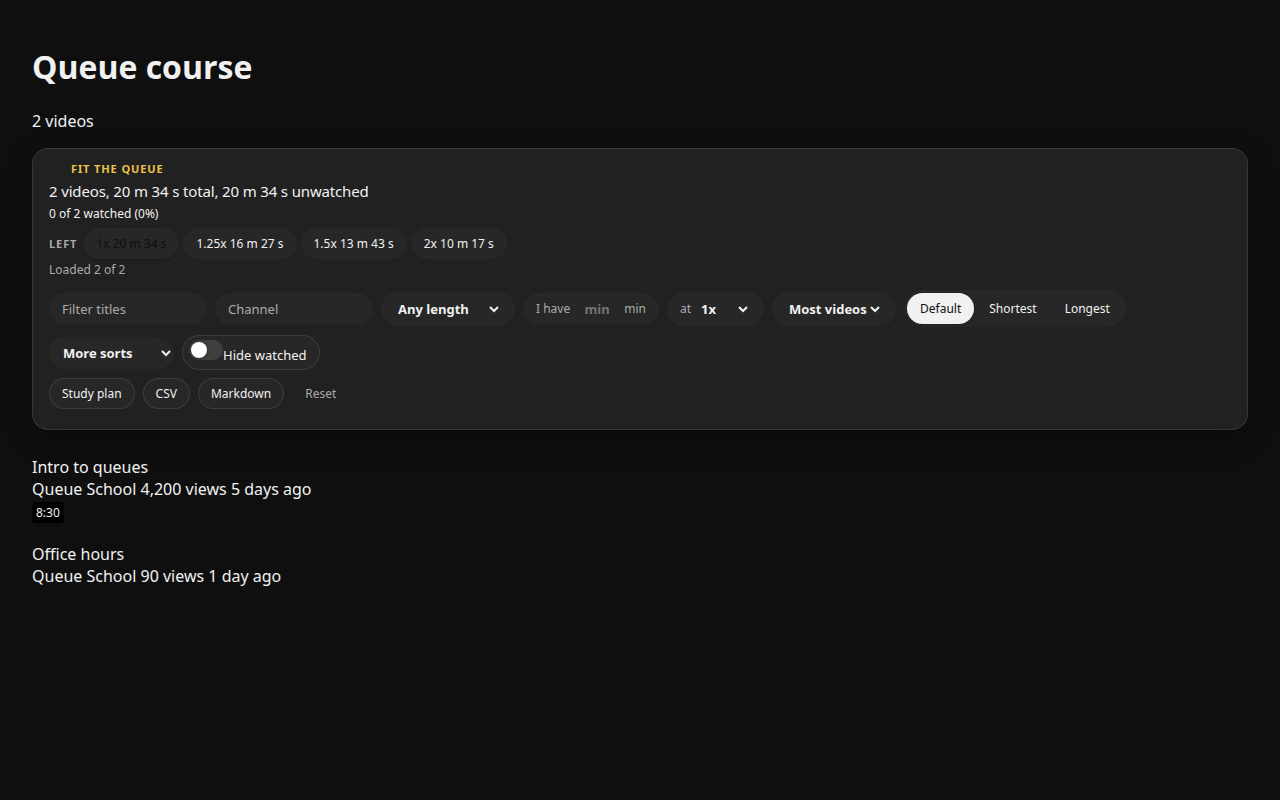 Queue course
2 videos
FIT THE QUEUE
2 videos, 20 m 34 s total, 20 m 34 s unwatched
0 of 2 watched (0%)
LEFT 1x 20 m 34 s 1.25x 16 m 27 s 1.5x 13 m 43 s 2x 10 m 17 s
Loaded 2 of 2
Filter titles Channel Any length I have min min at 1x Most videos Default Shortest Longest
More sorts Hide watched
Study plan CSV Markdown Reset
Intro to queues
Queue School 4,200 views 5 days ago
8:30
Office hours
Queue School 90 views 1 day ago